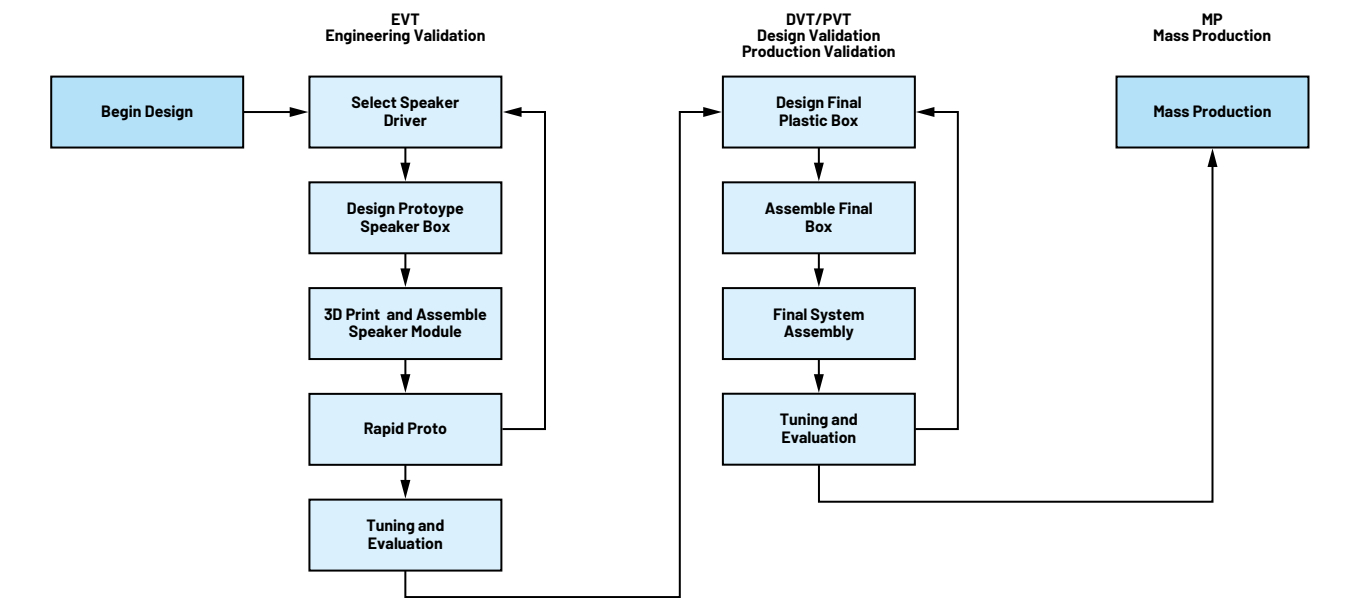 EVT
Engineering Validation
DVT/PVT
Design Validation
Production Validation
MP
Mass Production
Begin Design
Select Speaker
Driver
Design Protoype
Speaker Box
3D Print and Assemble
Speaker Module
Rapid Proto
Tuning and
Evaluation
Design Final
Plastic Box
Assemble Final
Box
Final System
Assembly
Tuning and
Evaluation
Mass Production